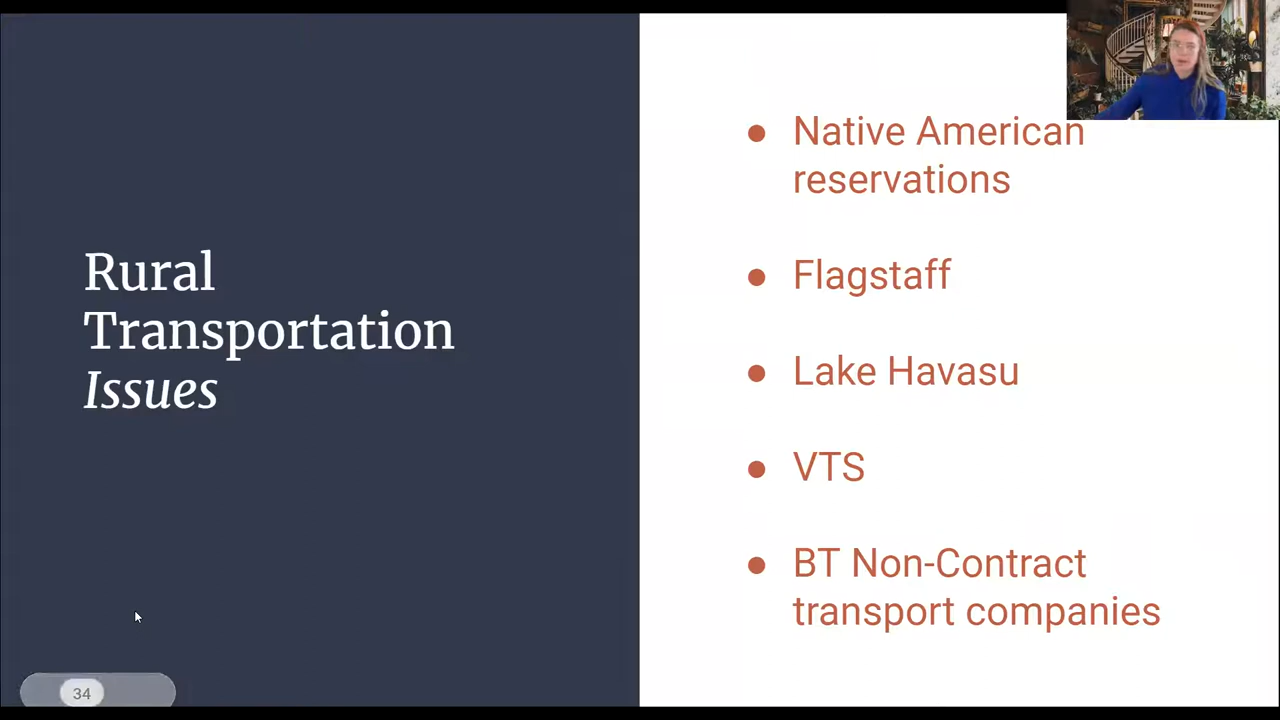 Rural
Transportation
Issues
● Native American
reservations
● Flagstaff
● Lake Havasu
● VTS
● BT Non-Contract
transport companies
34